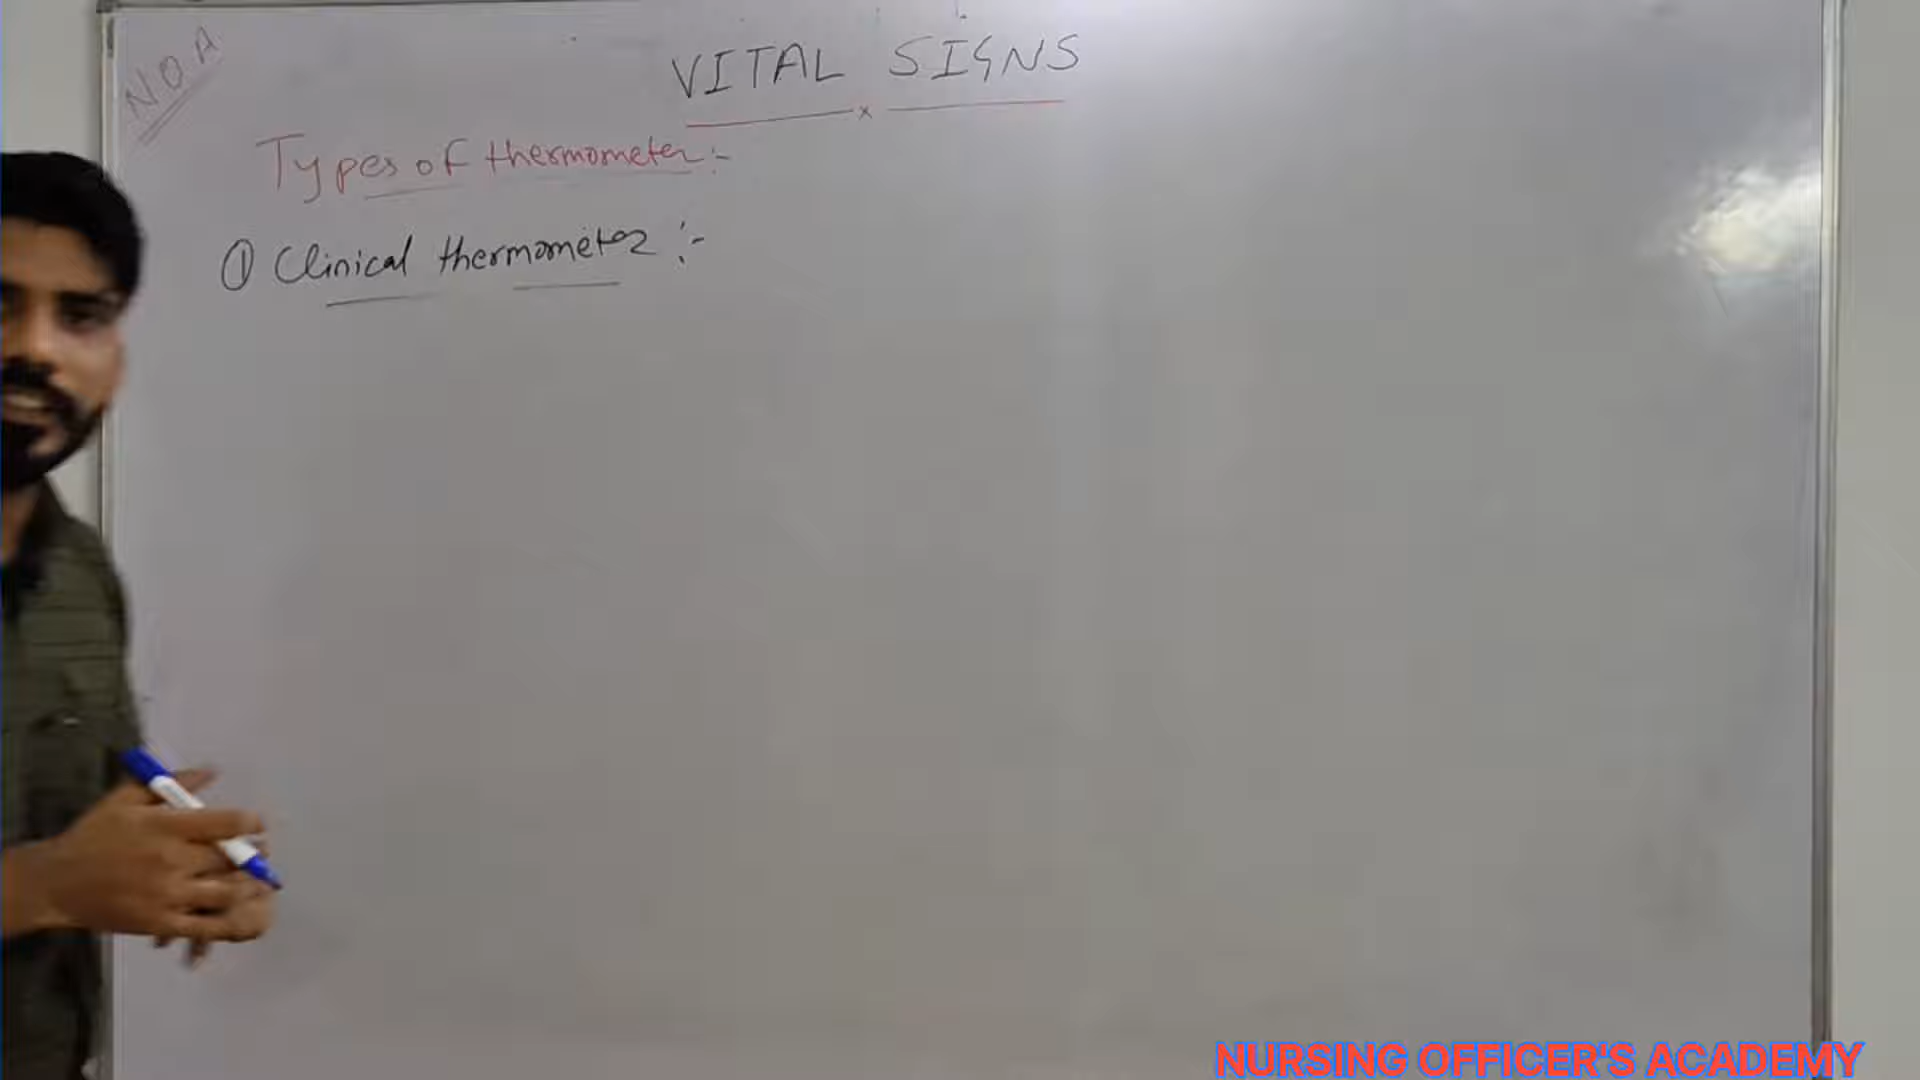 NOA
VITAL SIGNS
Types of thermometer:-
① Clinical thermometer :-
NURSING OFFICER'S ACADEMY